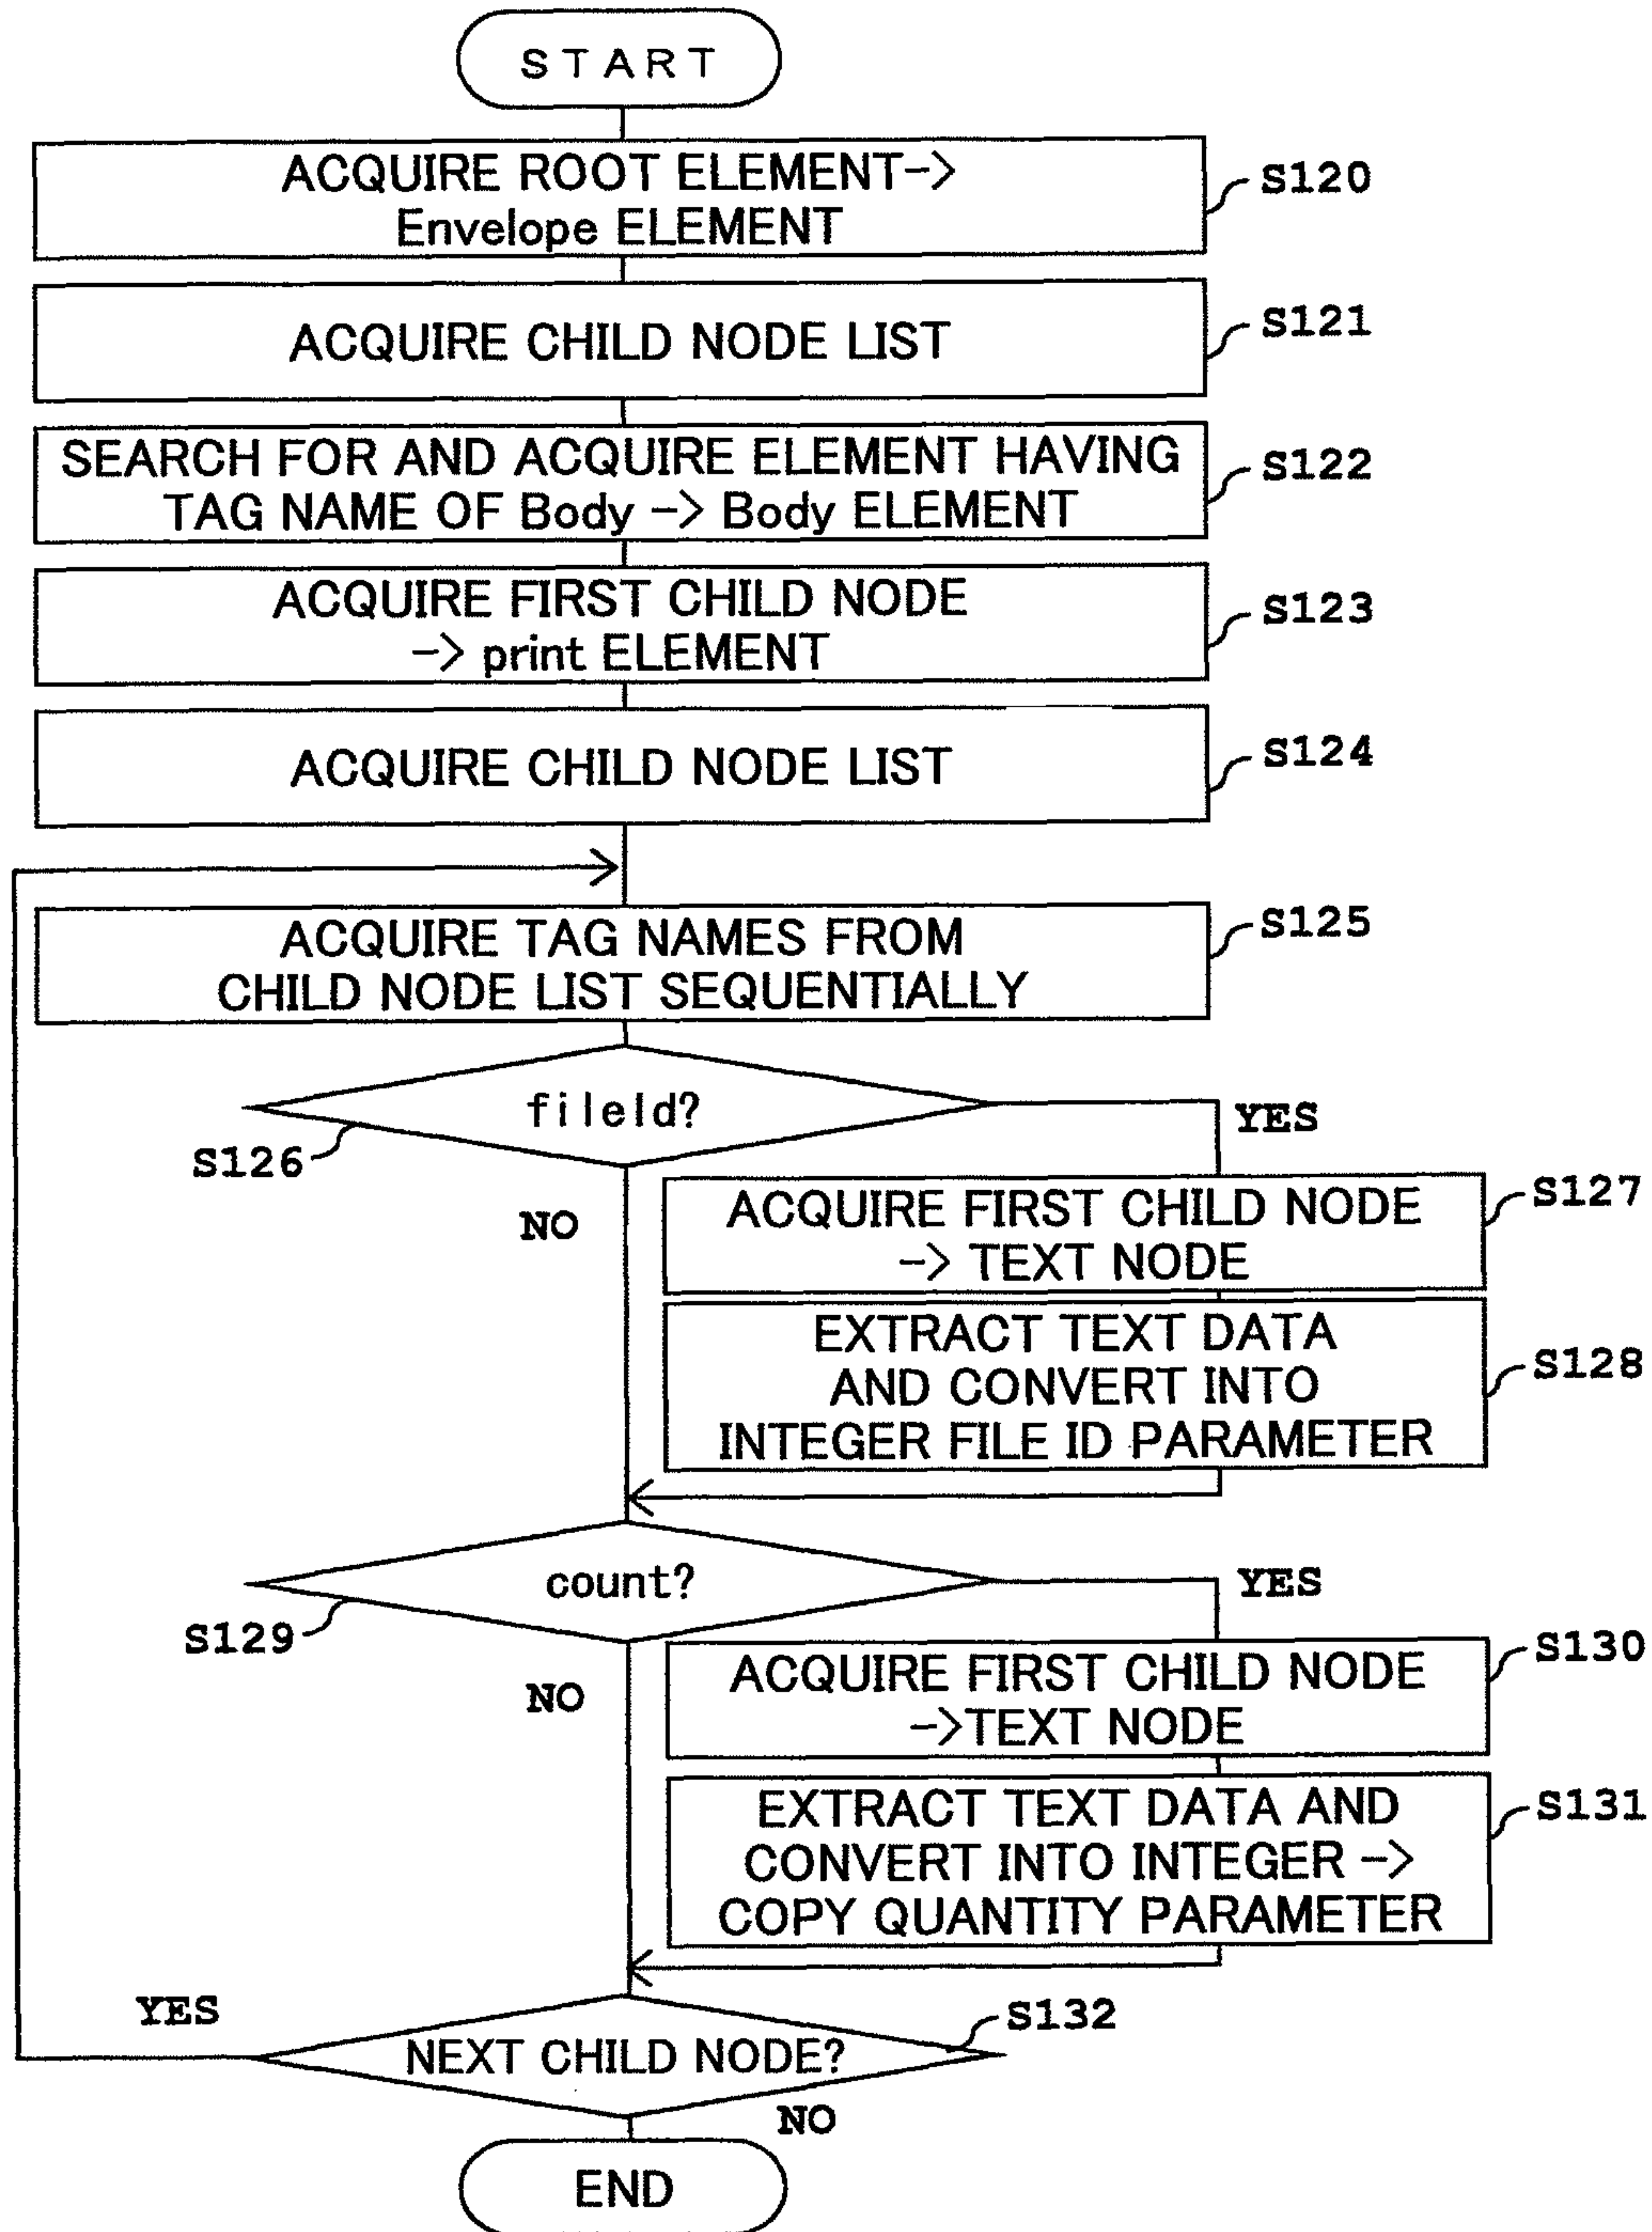 START
ACQUIRE ROOT ELEMENT->
Envelope ELEMENT
S120
ACQUIRE CHILD NODE LIST
S121
SEARCH FOR AND ACQUIRE ELEMENT HAVING
TAG NAME OF Body -> Body ELEMENT
S122
ACQUIRE FIRST CHILD NODE
-> print ELEMENT
S123
ACQUIRE CHILD NODE LIST
S124
ACQUIRE TAG NAMES FROM
CHILD NODE LIST SEQUENTIALLY
S125
fileId?
S126
YES
NO
ACQUIRE FIRST CHILD NODE
-> TEXT NODE
S127
EXTRACT TEXT DATA
AND CONVERT INTO
INTEGER FILE ID PARAMETER
S128
count?
S129
YES
NO
ACQUIRE FIRST CHILD NODE
->TEXT NODE
S130
EXTRACT TEXT DATA AND
CONVERT INTO INTEGER ->
COPY QUANTITY PARAMETER
S131
YES
NEXT CHILD NODE?
S132
NO
END